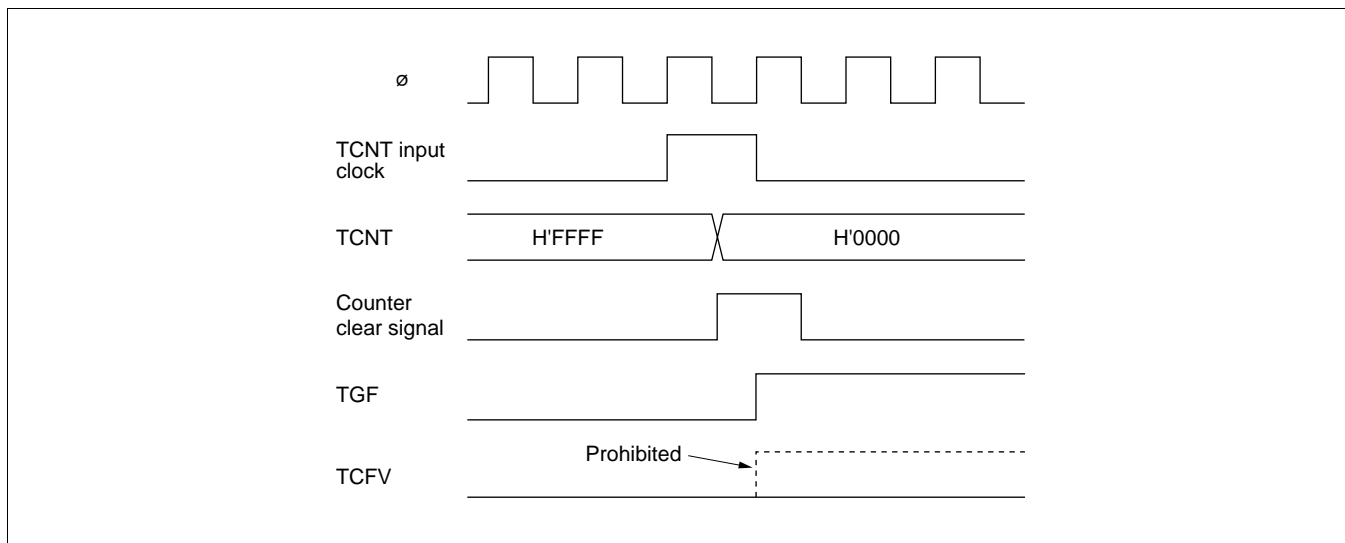 ø
TCNT input
clock
TCNT
H'FFFF
H'0000
Counter
clear signal
TGF
Prohibited
TCFV